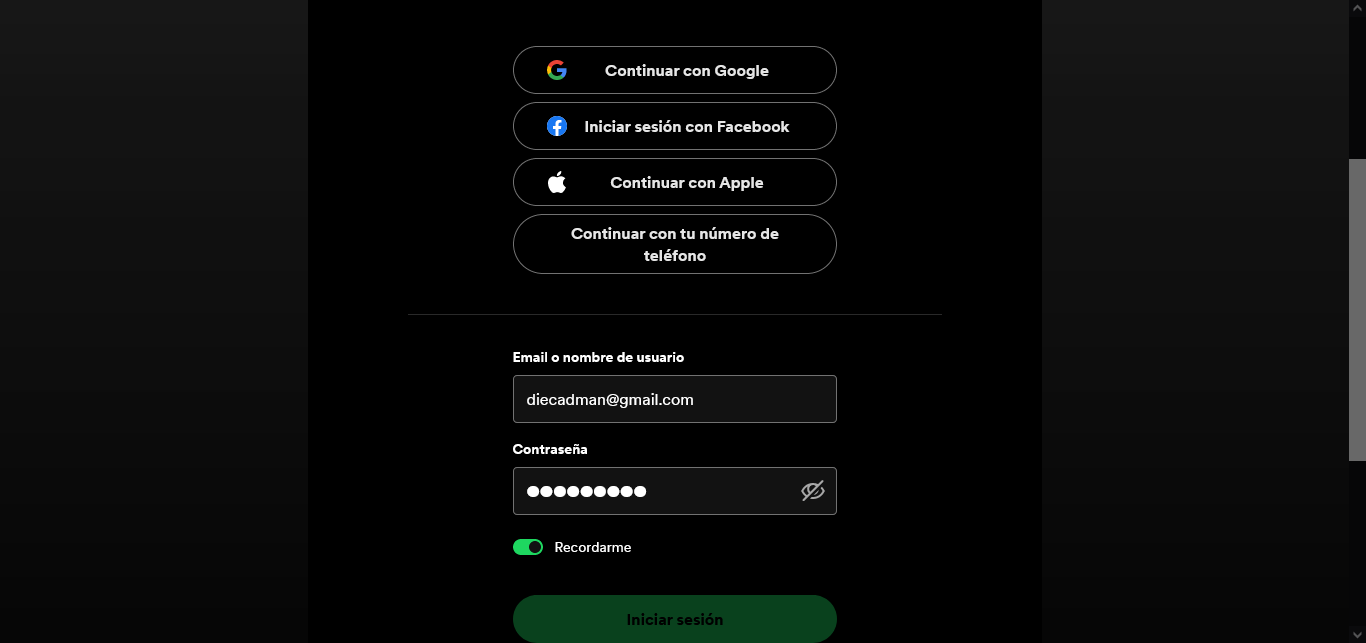 Continuar con Google
Iniciar sesión con Facebook
Continuar con Apple
Continuar con tu número de
teléfono
Email o nombre de usuario
diecadman@gmail.com
Contraseña
Recordarme
Iniciar sesión